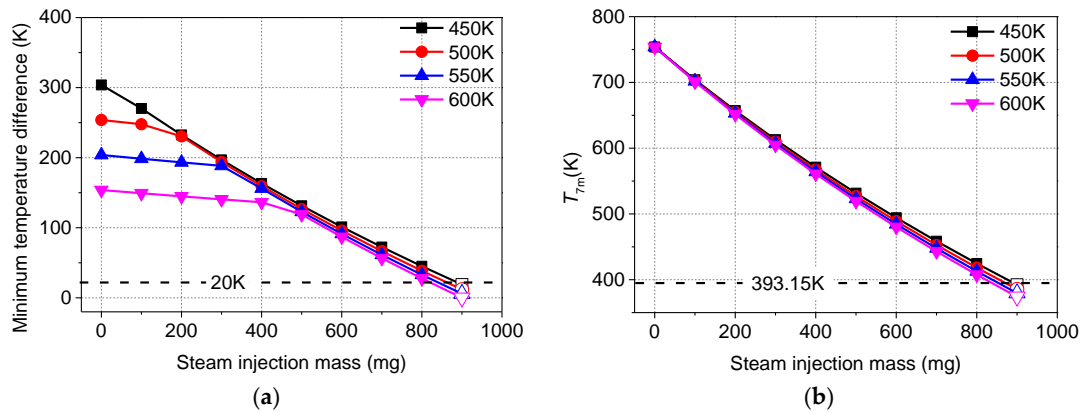 450K
500K
550K
600K
Minimum temperature difference (K)
400
300
200
100
0
20K
0 200 400 600 800 1000
Steam injection mass (mg)
(a)
450K
500K
550K
600K
T7m(K)
800
700
600
500
400
393.15K
0 200 400 600 800 1000
Steam injection mass (mg)
(b)